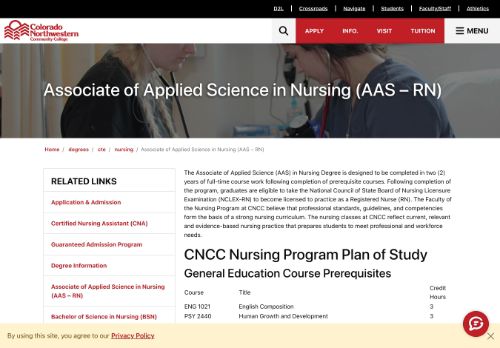 D2L | Crossroads | Navigate | Students | Faculty/Staff | Athletics
Colorado
Northwestern
Community College
APPLY INFO. VISIT TUITION MENU
Associate of Applied Science in Nursing (AAS – RN)
Home / degrees / cte / nursing / Associate of Applied Science in Nursing (AAS – RN)
RELATED LINKS
Application & Admission
Certified Nursing Assistant (CNA)
Guaranteed Admission Program
Degree Information
Associate of Applied Science in Nursing
(AAS – RN)
Bachelor of Science in Nursing (BSN)
The Associate of Applied Science (AAS) in Nursing Degree is designed to be completed in two (2)
years of full-time course work following completion of prerequisite courses. Following completion of
the program, graduates are eligible to take the National Council of State Board of Nursing Licensure
Examination (NCLEX-RN) to become licensed to practice as a Registered Nurse (RN). The Faculty of
the Nursing Program at CNCC believe that professional standards, guidelines, and competencies
form the basis of a strong nursing curriculum. The nursing classes at CNCC reflect current, relevant
and evidence-based nursing practice that prepares students to meet professional and workforce
needs.
CNCC Nursing Program Plan of Study
General Education Course Prerequisites
Course Title Credit
Hours
ENG 1021 English Composition 3
PSY 2440 Human Growth and Development 3
By using this site, you agree to our Privacy Policy